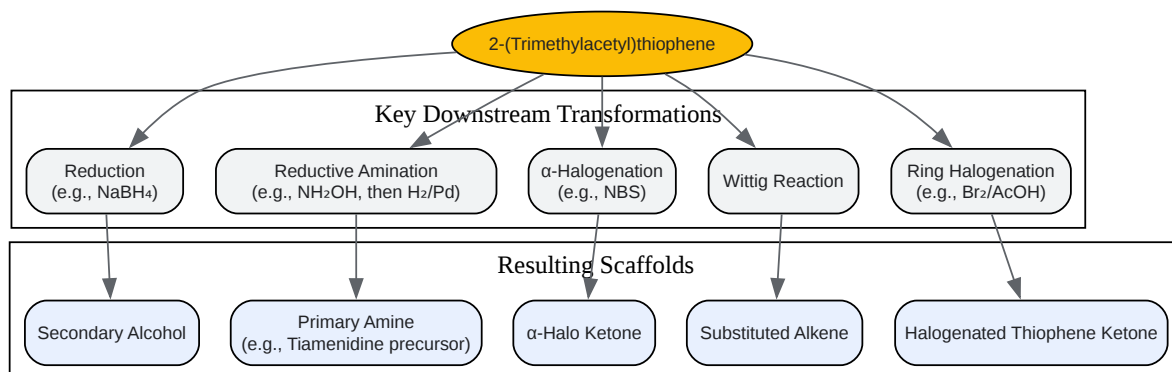 2-(Trimethylacetyl)thiophene
Key Downstream Transformations
Reduction
(e.g., NaBH₄)
Reductive Amination
(e.g., NH₂OH, then H₂/Pd)
α-Halogenation
(e.g., NBS)
Wittig Reaction
Ring Halogenation
(e.g., Br₂/AcOH)
Resulting Scaffolds
Secondary Alcohol
Primary Amine
(e.g., Tiamenidine precursor)
α-Halo Ketone
Substituted Alkene
Halogenated Thiophene Ketone